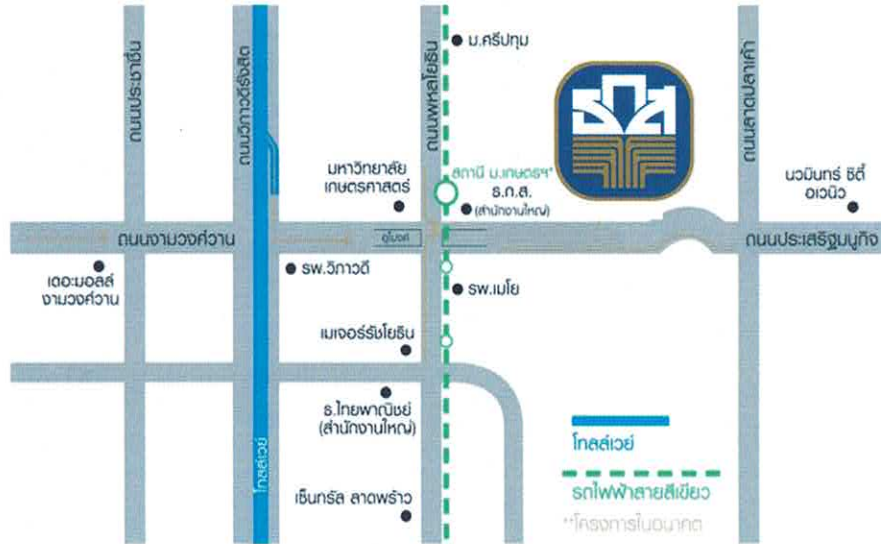 ม.ศรีปทุม
ถนนประชาชื่น
ถนนวิภาวดีรังสิต
ถนนพหลโยธิน
ถนนลาดปลาเค้า
ธกส
มหาวิทยาลัย
เกษตรศาสตร์
สถานี ม.เกษตรฯ*
ธ.ก.ส.
(สำนักงานใหญ่)
นวมินทร์ ซิตี้
อเวนิว
ถนนงามวงศ์วาน
อุโมงค์
ถนนประเสริฐมนูกิจ
เดอะมอลล์
งามวงศ์วาน
รพ.วิภาวดี
รพ.เมโย
เมเจอร์รัชโยธิน
ธ.ไทยพาณิชย์
(สำนักงานใหญ่)
โทลล์เวย์
เซ็นทรัล ลาดพร้าว
โทลล์เวย์
รถไฟฟ้าสายสีเขียว
**โครงการในอนาคต